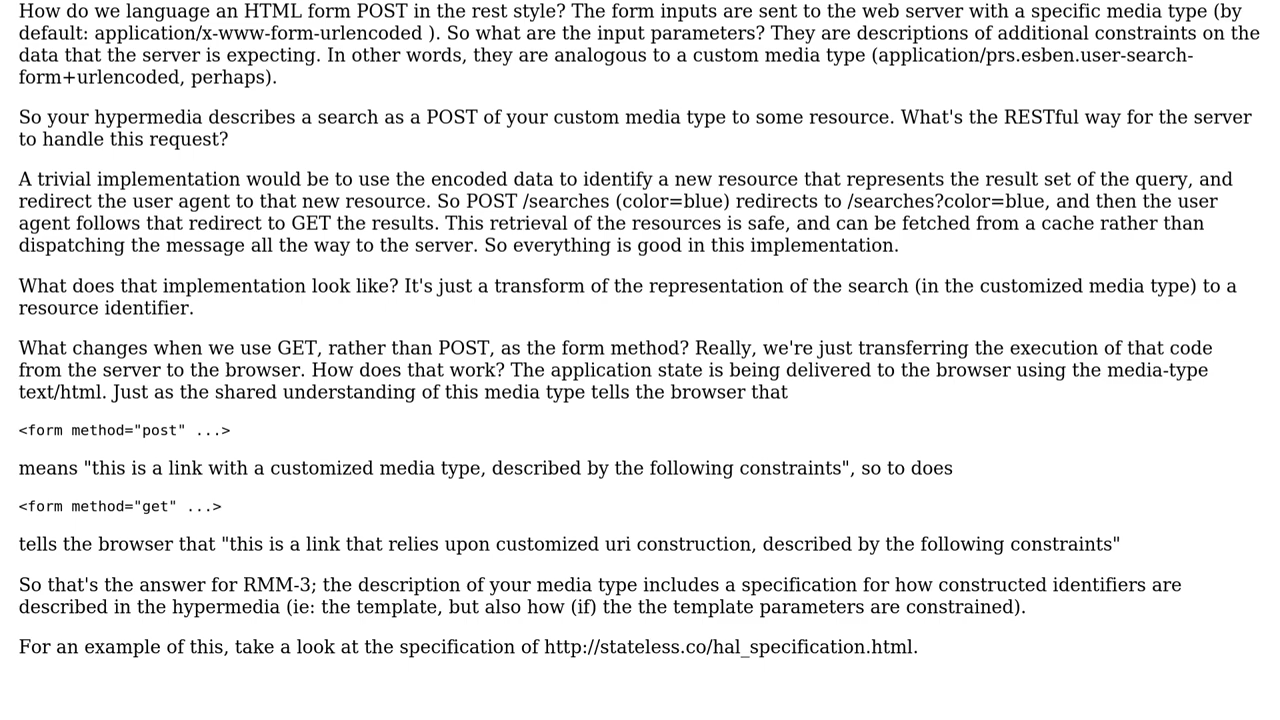 How do we language an HTML form POST in the rest style? The form inputs are sent to the web server with a specific media type (by
default: application/x-www-form-urlencoded ). So what are the input parameters? They are descriptions of additional constraints on the
data that the server is expecting. In other words, they are analogous to a custom media type (application/prs.esben.user-search-
form+urlencoded, perhaps).
So your hypermedia describes a search as a POST of your custom media type to some resource. What's the RESTful way for the server
to handle this request?
A trivial implementation would be to use the encoded data to identify a new resource that represents the result set of the query, and
redirect the user agent to that new resource. So POST /searches (color=blue) redirects to /searches?color=blue, and then the user
agent follows that redirect to GET the results. This retrieval of the resources is safe, and can be fetched from a cache rather than
dispatching the message all the way to the server. So everything is good in this implementation.
What does that implementation look like? It's just a transform of the representation of the search (in the customized media type) to a
resource identifier.
What changes when we use GET, rather than POST, as the form method? Really, we're just transferring the execution of that code
from the server to the browser. How does that work? The application state is being delivered to the browser using the media-type
text/html. Just as the shared understanding of this media type tells the browser that
<form method="post" ...>
means "this is a link with a customized media type, described by the following constraints", so to does
<form method="get" ...>
tells the browser that "this is a link that relies upon customized uri construction, described by the following constraints"
So that's the answer for RMM-3; the description of your media type includes a specification for how constructed identifiers are
described in the hypermedia (ie: the template, but also how (if) the the template parameters are constrained).
For an example of this, take a look at the specification of http://stateless.co/hal_specification.html.